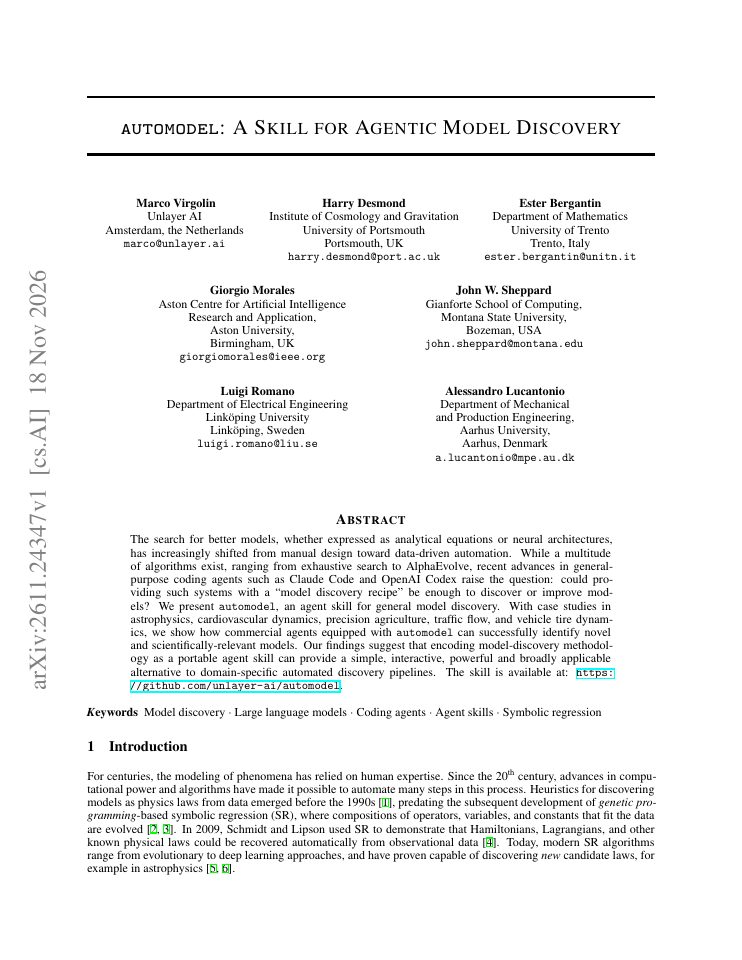 AUTOMODEL: A SKILL FOR AGENTIC MODEL DISCOVERY
Marco Virgolin
Unlayer AI
Amsterdam, the Netherlands
marco@unlayer.ai
Harry Desmond
Institute of Cosmology and Gravitation
University of Portsmouth
Portsmouth, UK
harry.desmond@port.ac.uk
Ester Bergantin
Department of Mathematics
University of Trento
Trento, Italy
ester.bergantin@unitn.it
Giorgio Morales
Aston Centre for Artificial Intelligence
Research and Application,
Aston University,
Birmingham, UK
giorgiomorales@ieee.org
John W. Sheppard
Gianforte School of Computing,
Montana State University,
Bozeman, USA
john.sheppard@montana.edu
Luigi Romano
Department of Electrical Engineering
Linköping University
Linköping, Sweden
luigi.romano@liu.se
Alessandro Lucantonio
Department of Mechanical
and Production Engineering,
Aarhus University,
Aarhus, Denmark
a.lucantonio@mpe.au.dk
arXiv:2611.24347v1 [cs.AI] 18 Nov 2026
ABSTRACT
The search for better models, whether expressed as analytical equations or neural architectures,
has increasingly shifted from manual design toward data-driven automation. While a multitude
of algorithms exist, ranging from exhaustive search to AlphaEvolve, recent advances in general-
purpose coding agents such as Claude Code and OpenAI Codex raise the question: could pro-
viding such systems with a “model discovery recipe” be enough to discover or improve mod-
els? We present automodel, an agent skill for general model discovery. With case studies in
astrophysics, cardiovascular dynamics, precision agriculture, traffic flow, and vehicle tire dynam-
ics, we show how commercial agents equipped with automodel can successfully identify novel
and scientifically-relevant models. Our findings suggest that encoding model-discovery methodol-
ogy as a portable agent skill can provide a simple, interactive, powerful and broadly applicable
alternative to domain-specific automated discovery pipelines. The skill is available at: https:
//github.com/unlayer-ai/automodel.
Keywords Model discovery · Large language models · Coding agents · Agent skills · Symbolic regression
1 Introduction
For centuries, the modeling of phenomena has relied on human expertise. Since the 20th century, advances in compu-
tational power and algorithms have made it possible to automate many steps in this process. Heuristics for discovering
models as physics laws from data emerged before the 1990s [1], predating the subsequent development of genetic pro-
gramming-based symbolic regression (SR), where compositions of operators, variables, and constants that fit the data
are evolved [2, 3]. In 2009, Schmidt and Lipson used SR to demonstrate that Hamiltonians, Lagrangians, and other
known physical laws could be recovered automatically from observational data [4]. Today, modern SR algorithms
range from evolutionary to deep learning approaches, and have proven capable of discovering new candidate laws, for
example in astrophysics [5, 6].